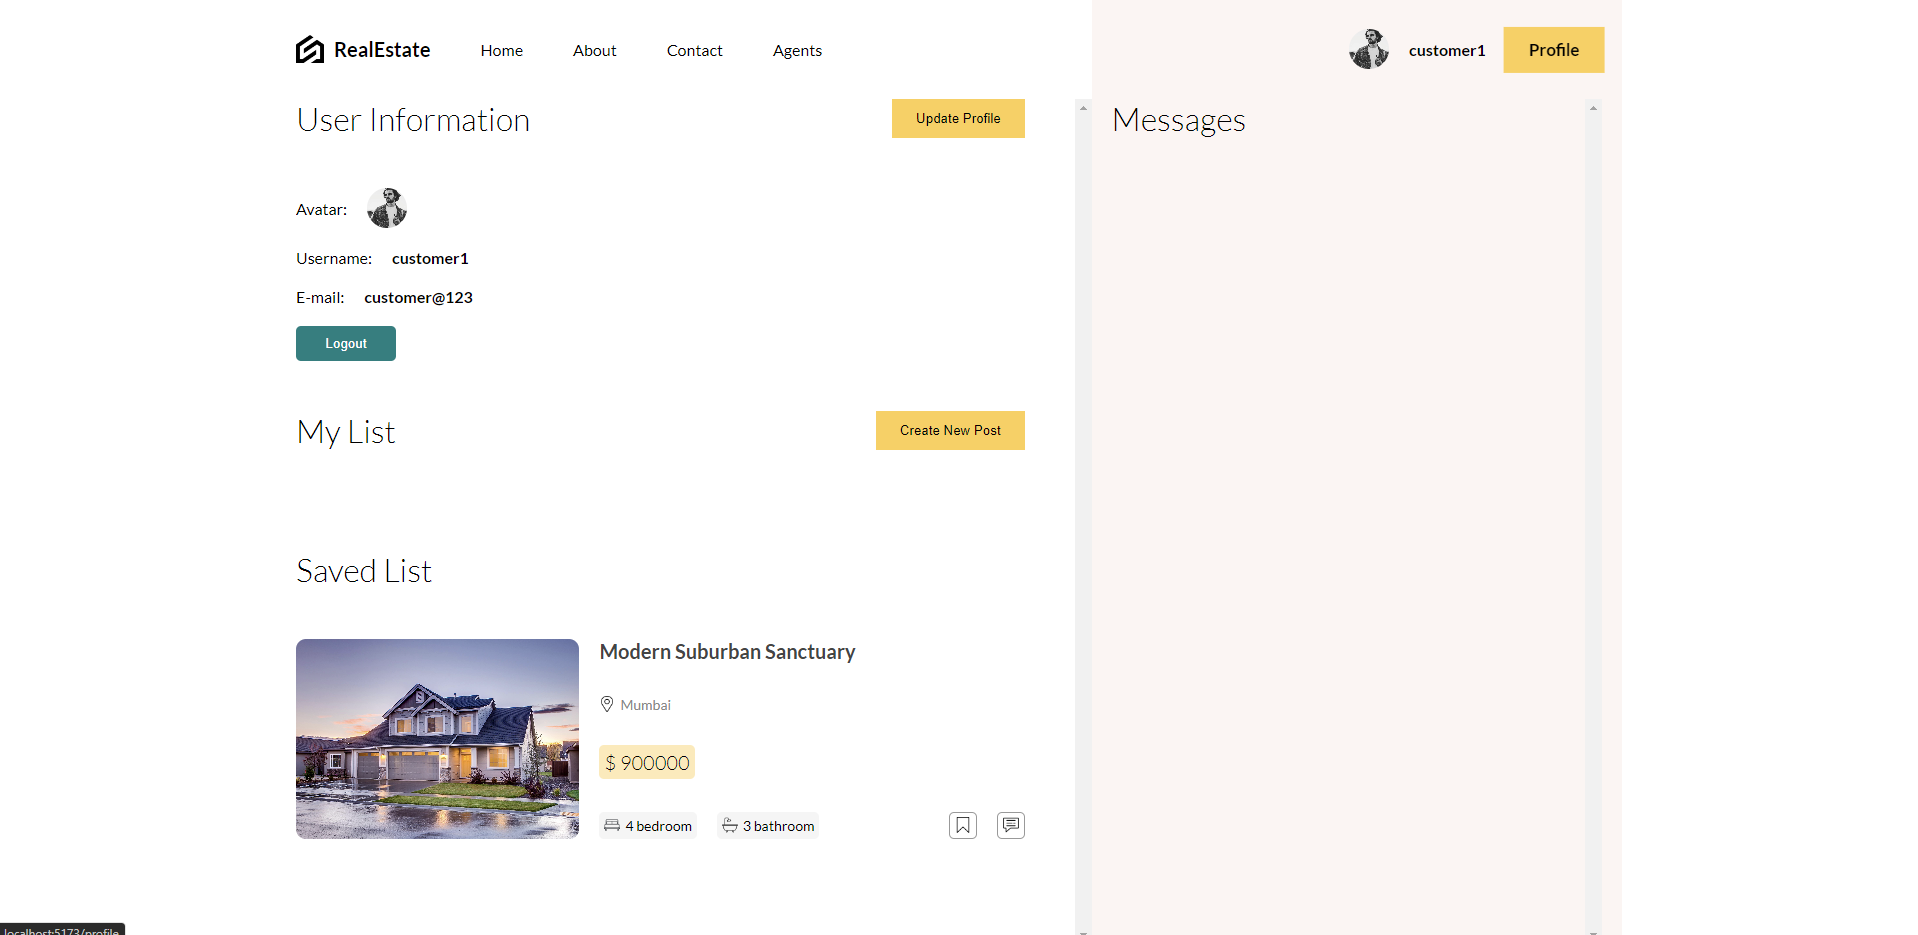 RealEstate Home About Contact Agents customer1 Profile
User Information Update Profile
Messages
Avatar:
Username: customer1
E-mail: customer@123
Logout
My List Create New Post
Saved List
Modern Suburban Sanctuary
Mumbai
$ 900000
4 bedroom 3 bathroom
localhost:5173/profile